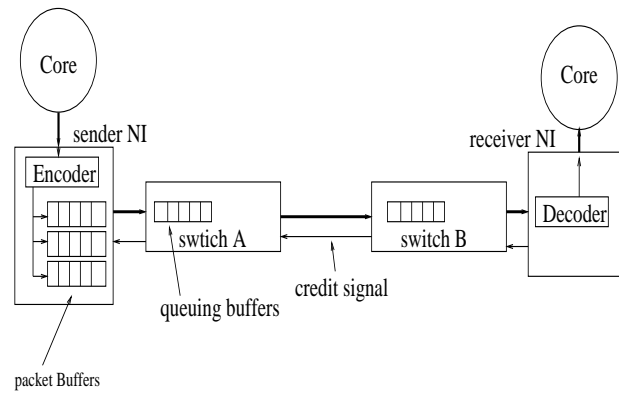 Core
Core
sender NI
receiver NI
Encoder
Decoder
swtich A
switch B
queuing buffers
credit signal
packet Buffers